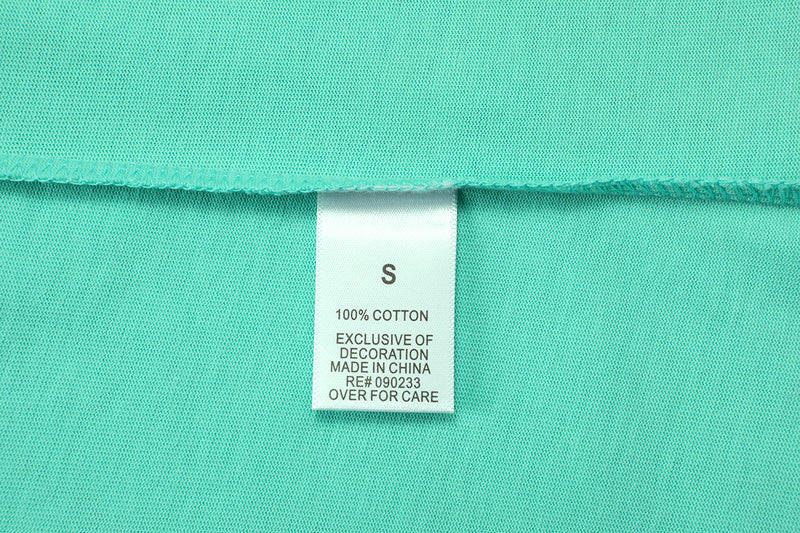 S
100% COTTON
EXCLUSIVE OF
DECORATION
MADE IN CHINA
RE# 090233
OVER FOR CARE